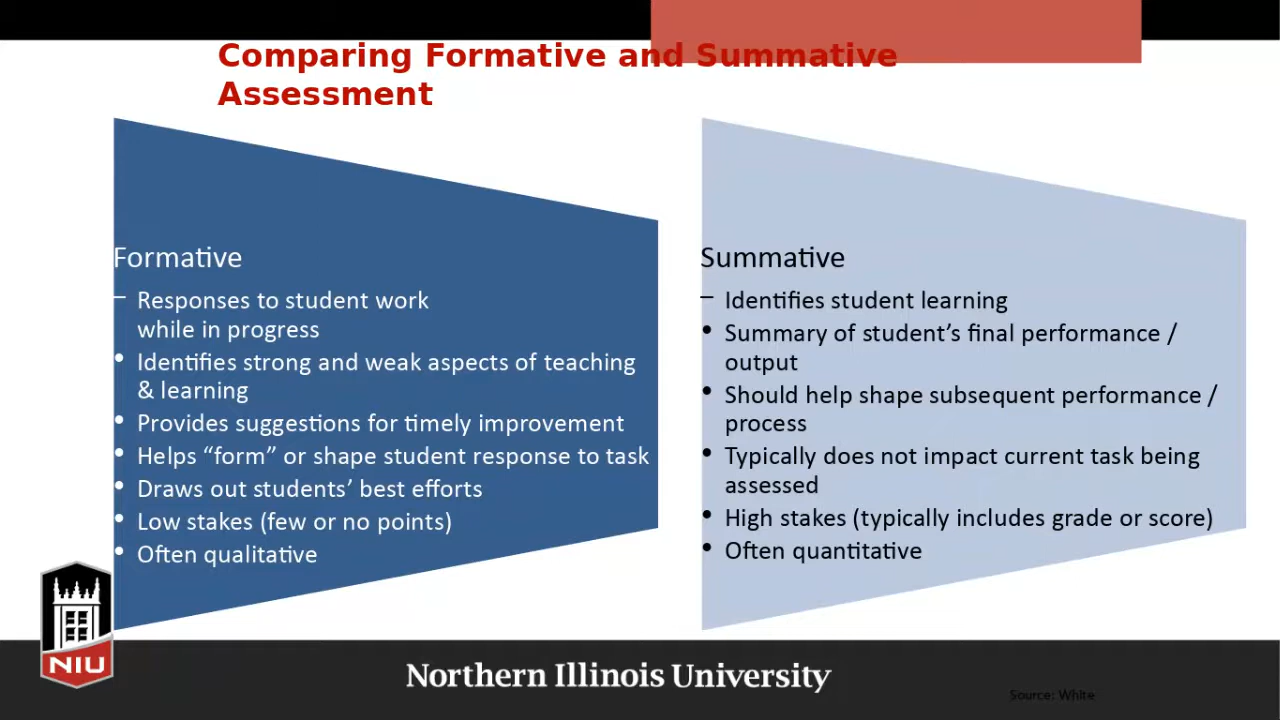 Comparing Formative and Summative
Assessment
Formative
– Responses to student work
while in progress
• Identifies strong and weak aspects of teaching
& learning
• Provides suggestions for timely improvement
• Helps “form” or shape student response to task
• Draws out students’ best efforts
• Low stakes (few or no points)
• Often qualitative
Summative
– Identifies student learning
• Summary of student’s final performance /
output
• Should help shape subsequent performance /
process
• Typically does not impact current task being
assessed
• High stakes (typically includes grade or score)
• Often quantitative
NIU
Northern Illinois University
Source: White